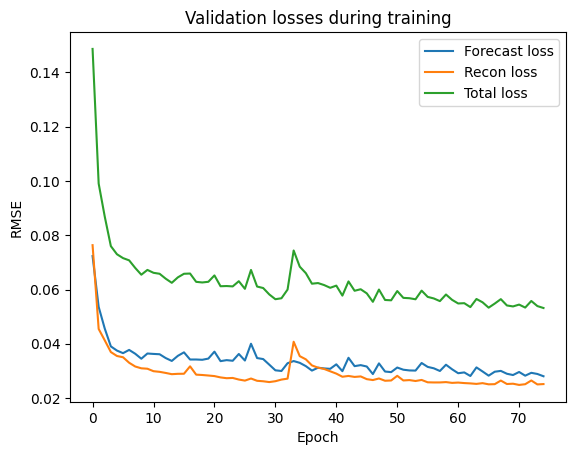 Validation losses during training
Forecast loss
Recon loss
Total loss
0.14
0.12
0.10
0.08
0.06
0.04
0.02
RMSE
0 10 20 30 40 50 60 70
Epoch